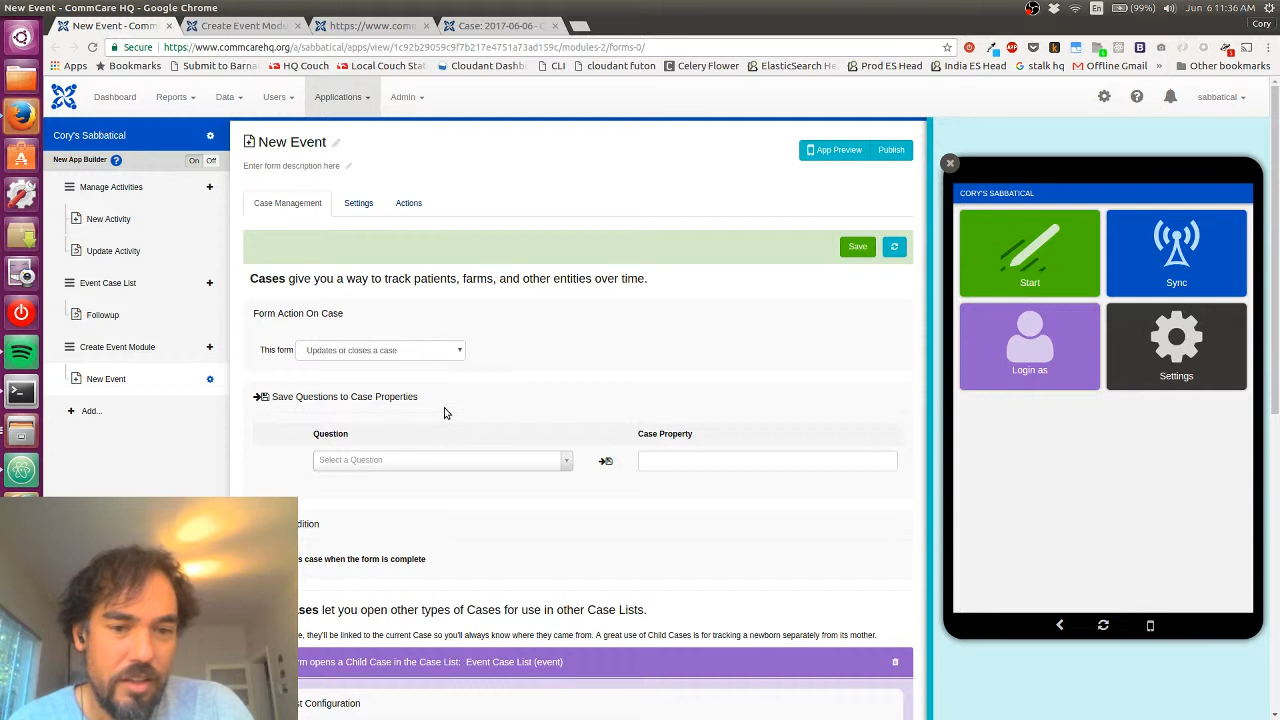 New Event - CommCare HQ - Google Chrome
En (99%) 6:11:36 AM
New Event - Comm
Create Event Modul
https://www.commc
Case: 2017-06-06 -
Cory
Secure https://www.commcarehq.org/a/sabbatical/apps/view/1c92b29059c9f7b21e4751a73ad159c/modules-2/forms-0/
Apps Bookmarks Submit to Barna HQ Couch Local Couch Start Cloudant Dashb CLI cloudant futon Celery Flower ElasticSearch He Prod ES Head India ES Head stalk hq Offline Gmail » Other bookmarks
Dashboard Reports Data Users Applications Admin sabbatical
Cory's Sabbatical
New App Builder On Off
Manage Activities
New Activity
Update Activity
Event Case List
Followup
Create Event Module
New Event
Add...
New Event
Enter form description here
App Preview Publish
Case Management Settings Actions
Save
Cases give you a way to track patients, farms, and other entities over time.
Form Action On Case
This form Updates or closes a case
Save Questions to Case Properties
Question Case Property
Select a Question
dition
s case when the form is complete
ses let you open other types of Cases for use in other Case Lists.
e, they'll be linked to the current Case so you'll always know where they came from. A great use of Child Cases is for tracking a newborn separately from its mother.
rm opens a Child Case in the Case List: Event Case List (event)
st Configuration
CORY'S SABBATICAL
Start
Sync
Login as
Settings